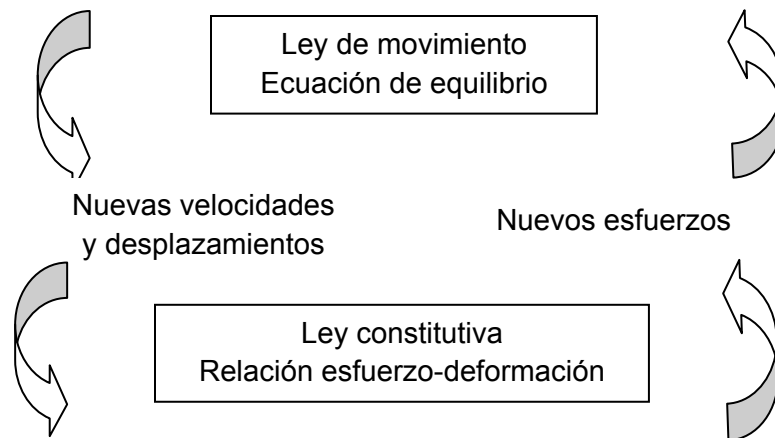 Ley de movimiento
Ecuación de equilibrio
Nuevas velocidades
y desplazamientos
Nuevos esfuerzos
Ley constitutiva
Relación esfuerzo-deformación